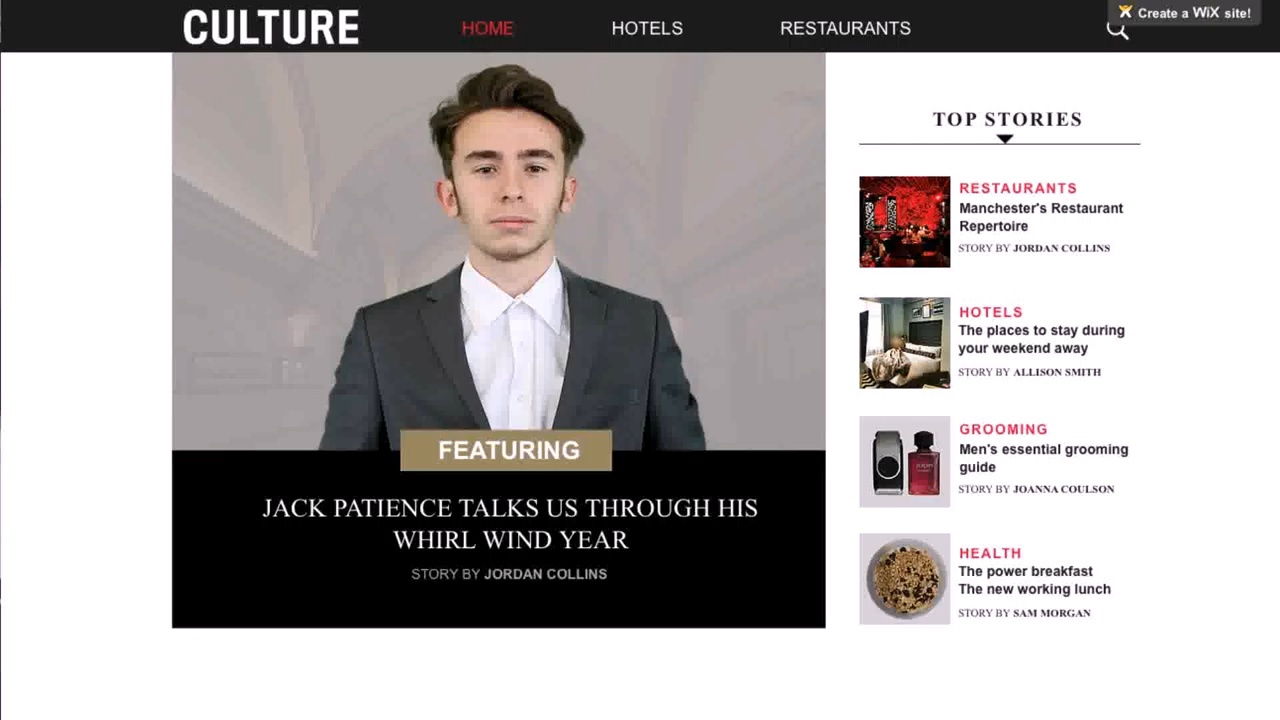 CULTURE
HOME
HOTELS
RESTAURANTS
Create a WiX site!
FEATURING
JACK PATIENCE TALKS US THROUGH HIS
WHIRL WIND YEAR
STORY BY JORDAN COLLINS
TOP STORIES
RESTAURANTS
Manchester's Restaurant
Repertoire
STORY BY JORDAN COLLINS
HOTELS
The places to stay during
your weekend away
STORY BY ALLISON SMITH
GROOMING
Men's essential grooming
guide
STORY BY JOANNA COULSON
HEALTH
The power breakfast
The new working lunch
STORY BY SAM MORGAN